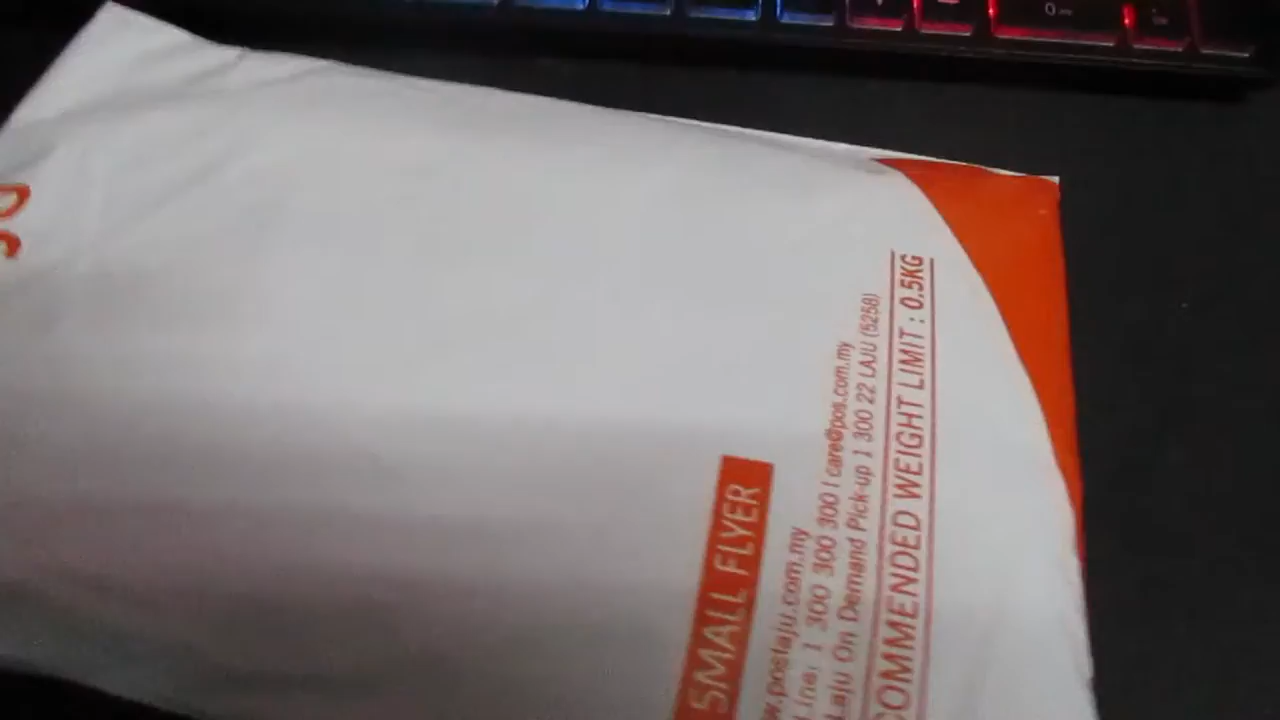 SMALL FLYER
w.poslaju.com.my
Line: 1 300 300 300 | care@pos.com.my
Laju On Demand Pick-up 1 300 22 LAJU (5258)
COMMENDED WEIGHT LIMIT : 0.5KG